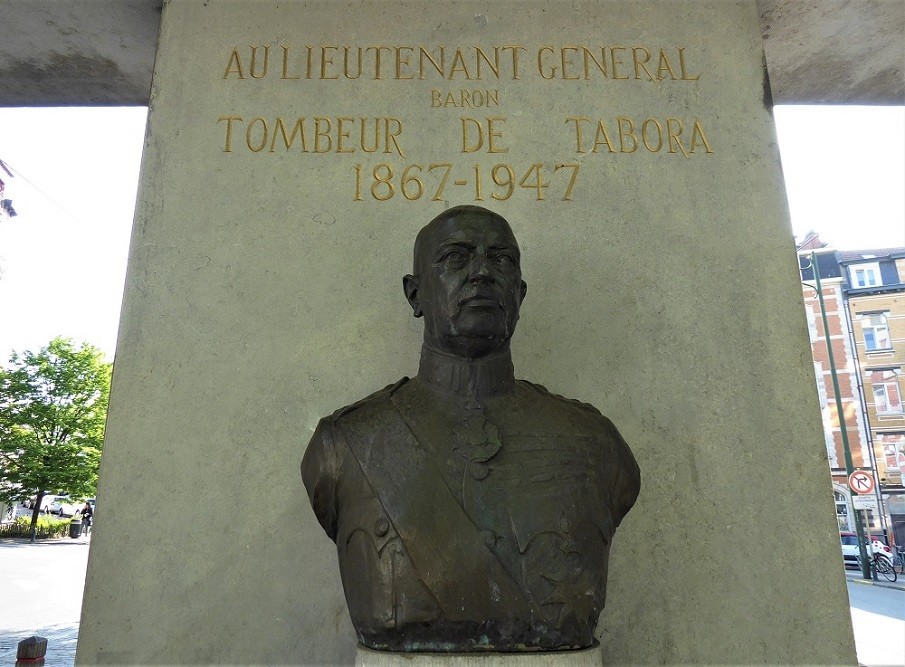 AU LIEUTENANT GENERAL
BARON
TOMBEUR DE TABORA
1867-1947